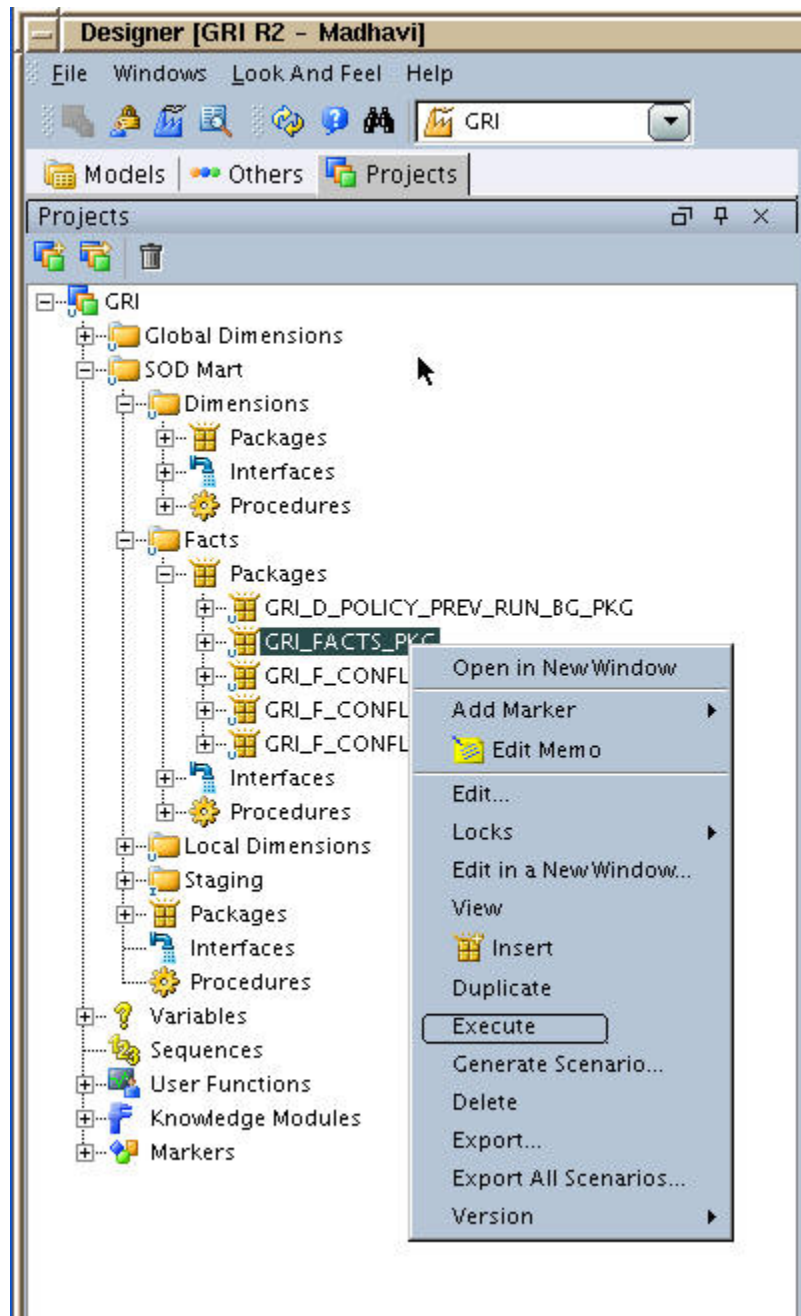 Designer [GRI R2 - Madhavi]
File Windows Look And Feel Help
GRI
Models Others Projects
Projects
GRI
Global Dimensions
SOD Mart
Dimensions
Packages
Interfaces
Procedures
Facts
Packages
GRI_D_POLICY_PREV_RUN_BG_PKG
GRI_FACTS_PKG
GRI_F_CONFL
GRI_F_CONFL
GRI_F_CONFL
Interfaces
Procedures
Local Dimensions
Staging
Packages
Interfaces
Procedures
Variables
Sequences
User Functions
Knowledge Modules
Markers
Open in New Window
Add Marker
Edit Memo
Edit...
Locks
Edit in a New Window...
View
Insert
Duplicate
Execute
Generate Scenario...
Delete
Export...
Export All Scenarios...
Version